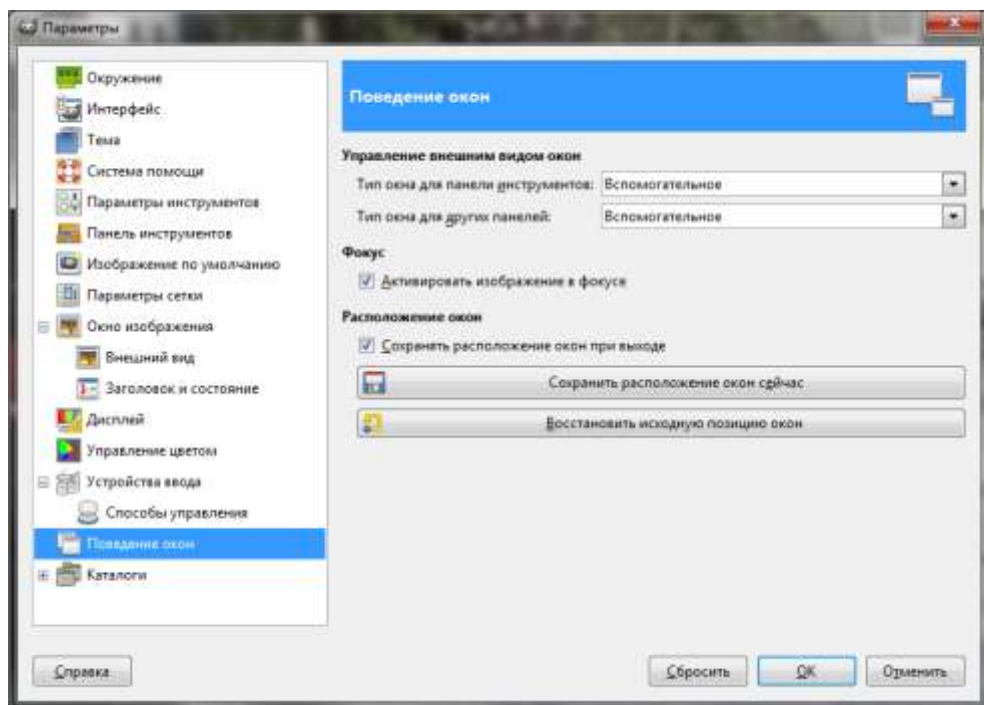 Параметры
Окружение
Интерфейс
Тема
Система помощи
Параметры инструментов
Панель инструментов
Изображение по умолчанию
Параметры сетки
Окно изображения
Внешний вид
Заголовок и состояние
Дисплей
Управление цветом
Устройства ввода
Способы управления
Поведение окон
Каталоги
Поведение окон
Управление внешним видом окон
Тип окна для панели инструментов: Вспомогательное
Тип окна для других панелей: Вспомогательное
Фокус
Активировать изображение в фокусе
Расположение окон
Сохранять расположение окон при выходе
Сохранить расположение окон сейчас
Восстановить исходную позицию окон
Справка
Сбросить
OK
Отменить